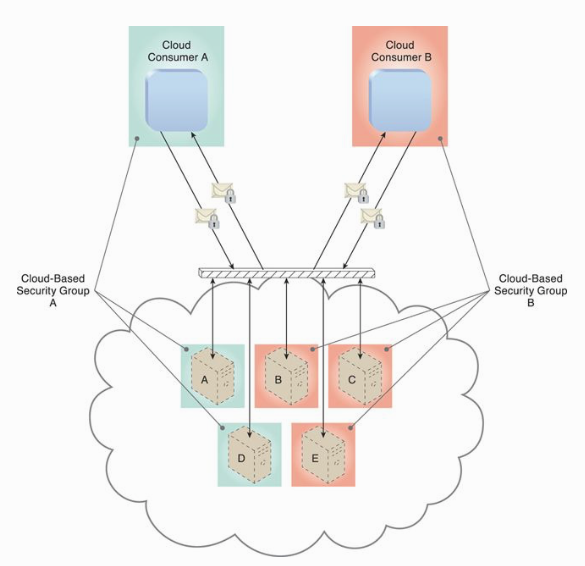 Cloud
Consumer A
Cloud
Consumer B
Cloud-Based
Security Group
A
Cloud-Based
Security Group
B
A
B
C
D
E